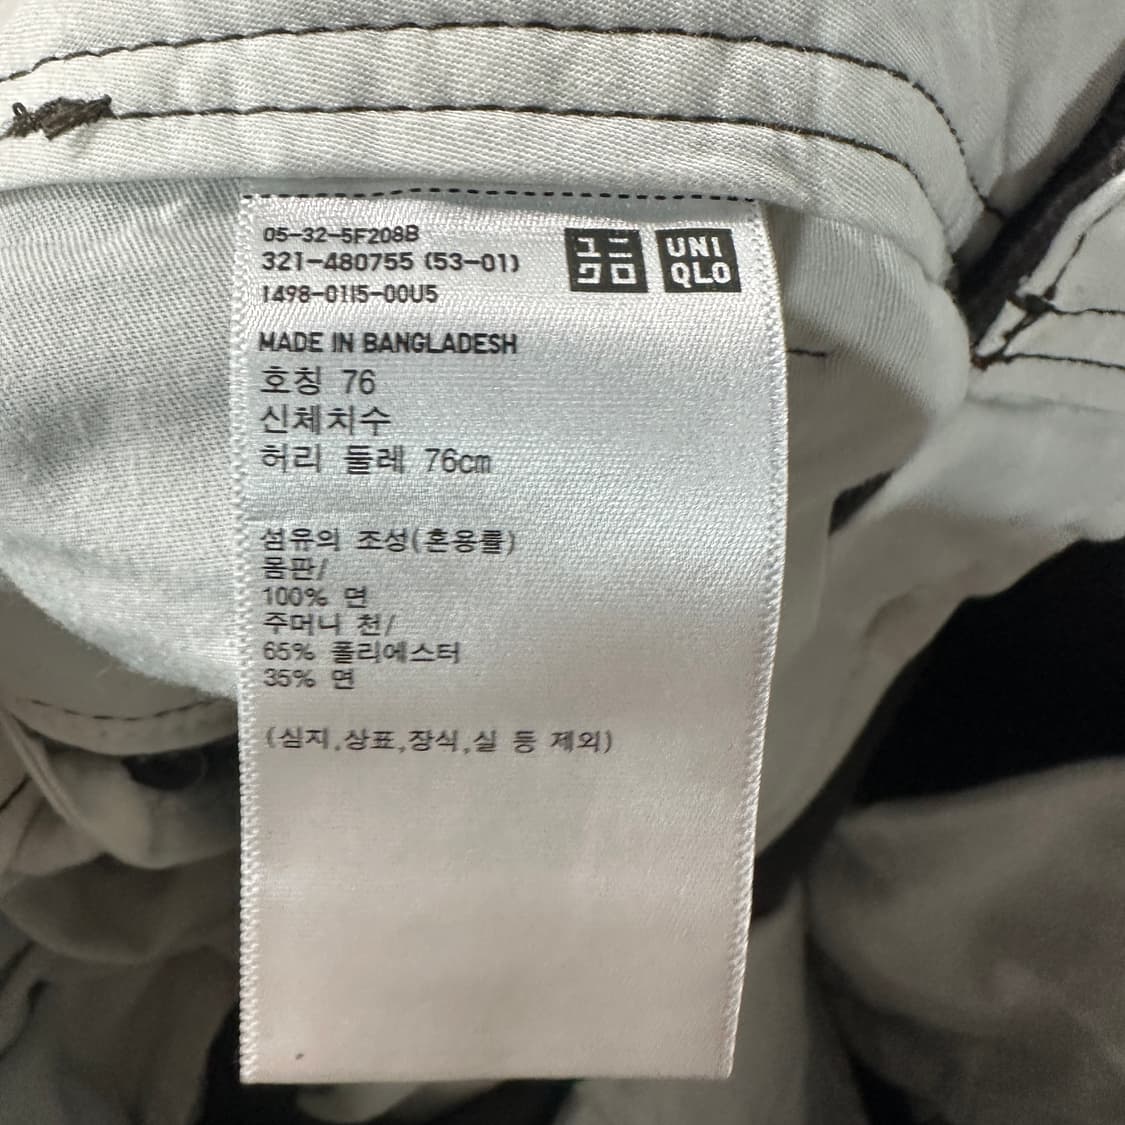 05-32-5F208B
321-480755 (53-01)
1498-0115-00U5
ユニ
クロ
UNI
QLO
MADE IN BANGLADESH
호칭 76
신체치수
허리 둘레 76cm
섬유의 조성(혼용률)
몸판/
100% 면
주머니 천/
65% 폴리에스터
35% 면
(심지,상표,장식,실 등 제외)